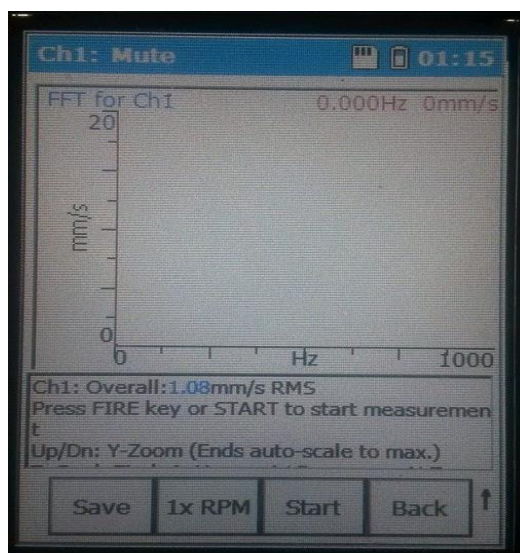 Ch1: Mute 01:15
FFT for Ch1 0.000Hz 0mm/s
20
mm/s
0
0 Hz 1000
Ch1: Overall:1.08mm/s RMS
Press FIRE key or START to start measuremen
t
Up/Dn: Y-Zoom (Ends auto-scale to max.)
Save 1x RPM Start Back